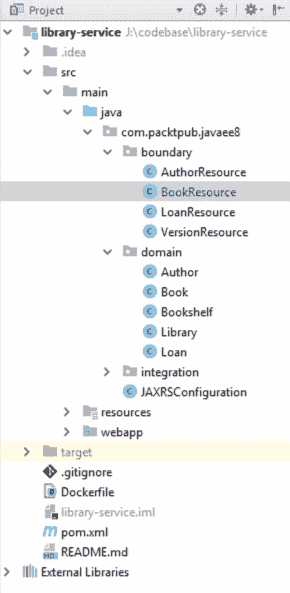 Project
library-service J:\codebase\library-service
.idea
src
main
java
com.packtpub.javaee8
boundary
AuthorResource
BookResource
LoanResource
VersionResource
domain
Author
Book
Bookshelf
Library
Loan
integration
JAXRSConfiguration
resources
webapp
target
.gitignore
Dockerfile
library-service.iml
pom.xml
README.md
External Libraries